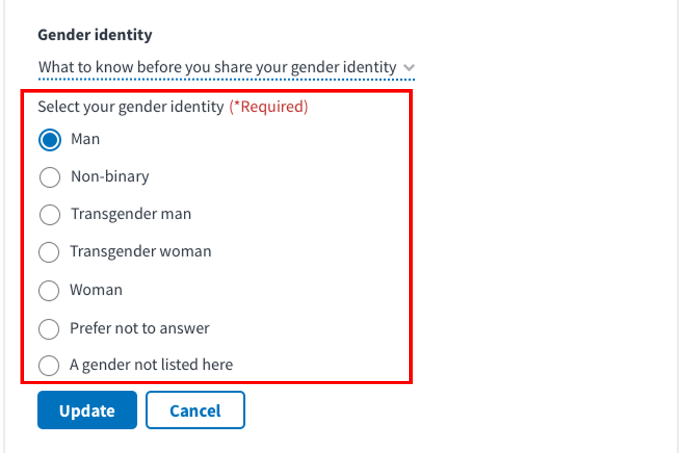 Gender identity
What to know before you share your gender identity
Select your gender identity (*Required)
Man
Non-binary
Transgender man
Transgender woman
Woman
Prefer not to answer
A gender not listed here
Update Cancel